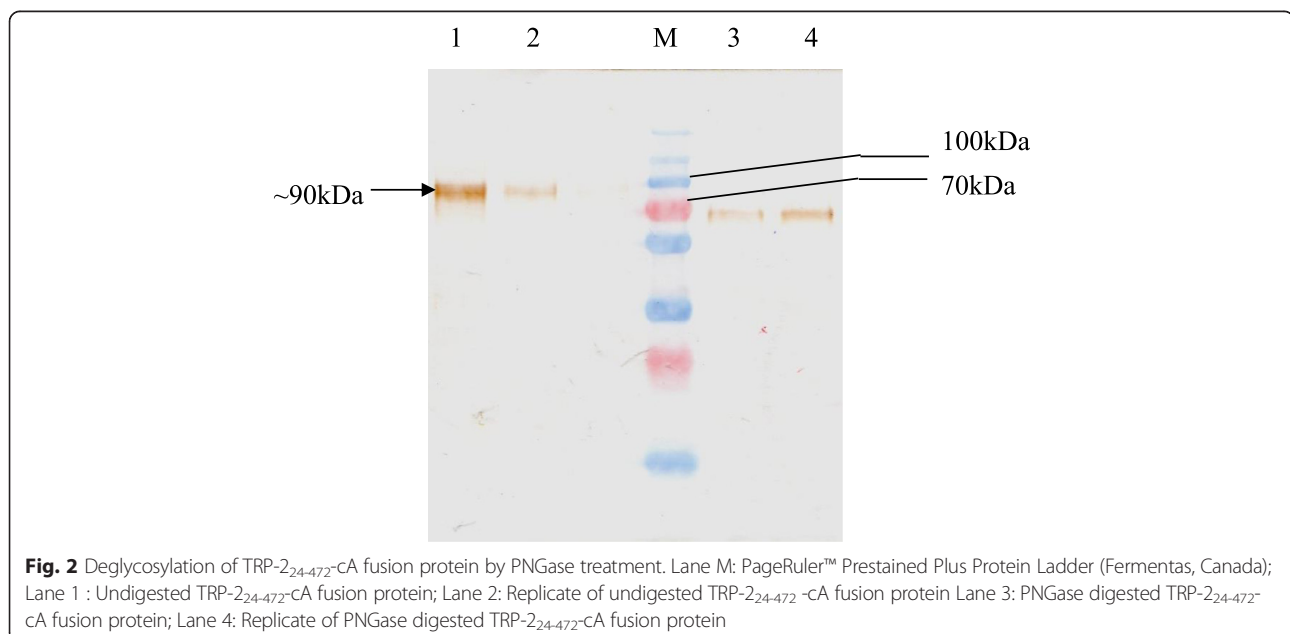 1 2 M 3 4
100kDa
70kDa
~90kDa
Fig. 2 Deglycosylation of TRP-2₂₄₋₄₇₂-cA fusion protein by PNGase treatment. Lane M: PageRuler™ Prestained Plus Protein Ladder (Fermentas, Canada);
Lane 1 : Undigested TRP-2₂₄₋₄₇₂-cA fusion protein; Lane 2: Replicate of undigested TRP-2₂₄₋₄₇₂ -cA fusion protein Lane 3: PNGase digested TRP-2₂₄₋₄₇₂-
cA fusion protein; Lane 4: Replicate of PNGase digested TRP-2₂₄₋₄₇₂-cA fusion protein